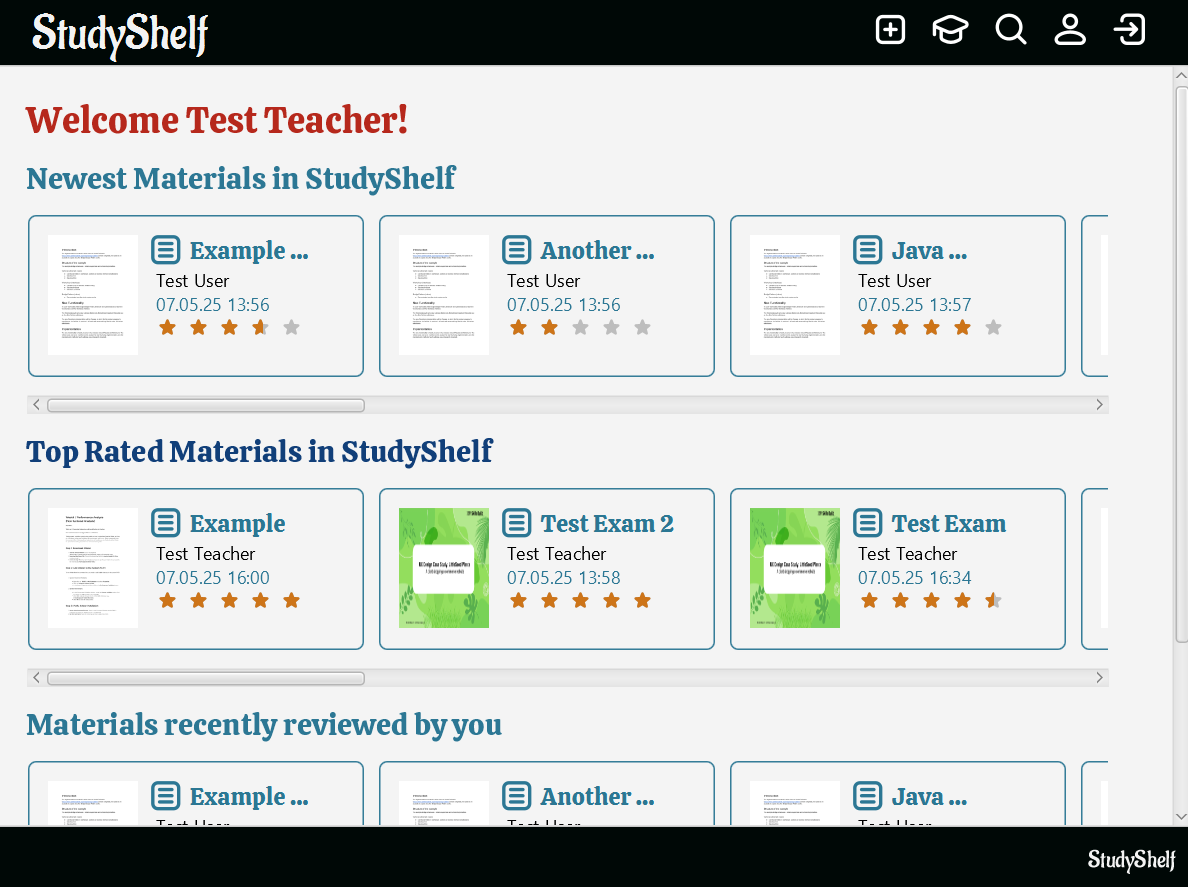 StudyShelf
Welcome Test Teacher!
Newest Materials in StudyShelf
Example ...
Test User
07.05.25 13:56
Another ...
Test User
07.05.25 13:56
Java ...
Test User
07.05.25 13:57
Top Rated Materials in StudyShelf
Example
Test Teacher
07.05.25 16:00
Test Exam 2
Test Teacher
07.05.25 13:58
Test Exam
Test Teacher
07.05.25 16:34
Materials recently reviewed by you
Example ...
Test User
Another ...
Test User
Java ...
Test User
StudyShelf